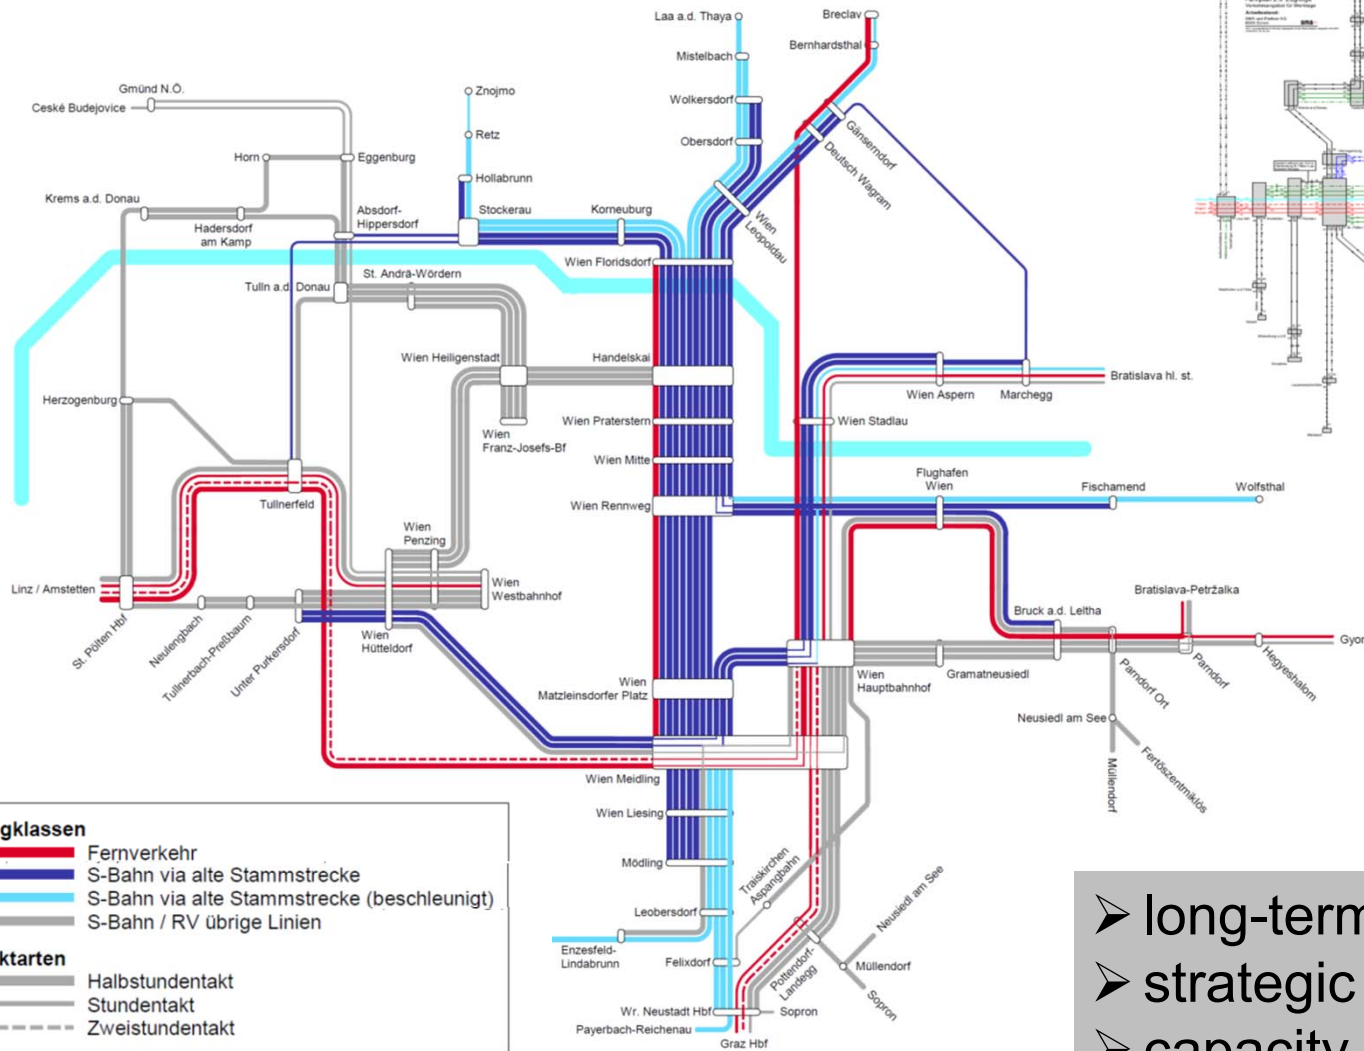 Laa a.d. Thaya
Breclav
Mistelbach
Bernhardsthal
Gmünd N.Ö.
Ceské Budejovice
Znojmo
Wolkersdorf
Gänserndorf
Retz
Obersdorf
Deutsch Wagram
Horn
Eggenburg
Hollabrunn
Krems a.d. Donau
Hadersdorf
am Kamp
Absdorf-
Hippersdorf
Stockerau
Korneuburg
Wien
Leopoldau
Wien Floridsdorf
St. Andrä-Wördern
Tulln a.d. Donau
Wien Heiligenstadt
Handelskai
Bratislava hl. st.
Wien Aspern
Marchegg
Herzogenburg
Wien
Franz-Josefs-Bf
Wien Praterstern
Wien Stadlau
Wien Mitte
Flughafen
Wien
Fischamend
Wolfsthal
Tullnerfeld
Wien Rennweg
Wien
Penzing
Linz / Amstetten
Wien
Westbahnhof
Bratislava-Petržalka
Bruck a.d. Leitha
St. Pölten Hbf
Neulengbach
Tullnerbach-Preßbaum
Unter Purkersdorf
Wien
Hütteldorf
Gyor
Wien
Hauptbahnhof
Gramatneusiedl
Parndorf Ort
Parndorf
Hegyeshalom
Wien
Matzleinsdorfer Platz
Neusiedl am See
Müllendorf
Fertöszentmiklós
Wien Meidling
Wien Liesing
Mödling
Traiskirchen
Aspangbahn
Leobersdorf
Neusiedl am See
Enzesfeld-
Lindabrunn
Felixdorf
Pottendorf-
Landegg
Müllendorf
Sopron
Wr. Neustadt Hbf
Sopron
Payerbach-Reichenau
Graz Hbf
gklassen
Fernverkehr
S-Bahn via alte Stammstrecke
S-Bahn via alte Stammstrecke (beschleunigt)
S-Bahn / RV übrige Linien
ktarten
Halbstundentakt
Stundentakt
Zweistundentakt
➢ long-term
➢ strategic
➢ capacity